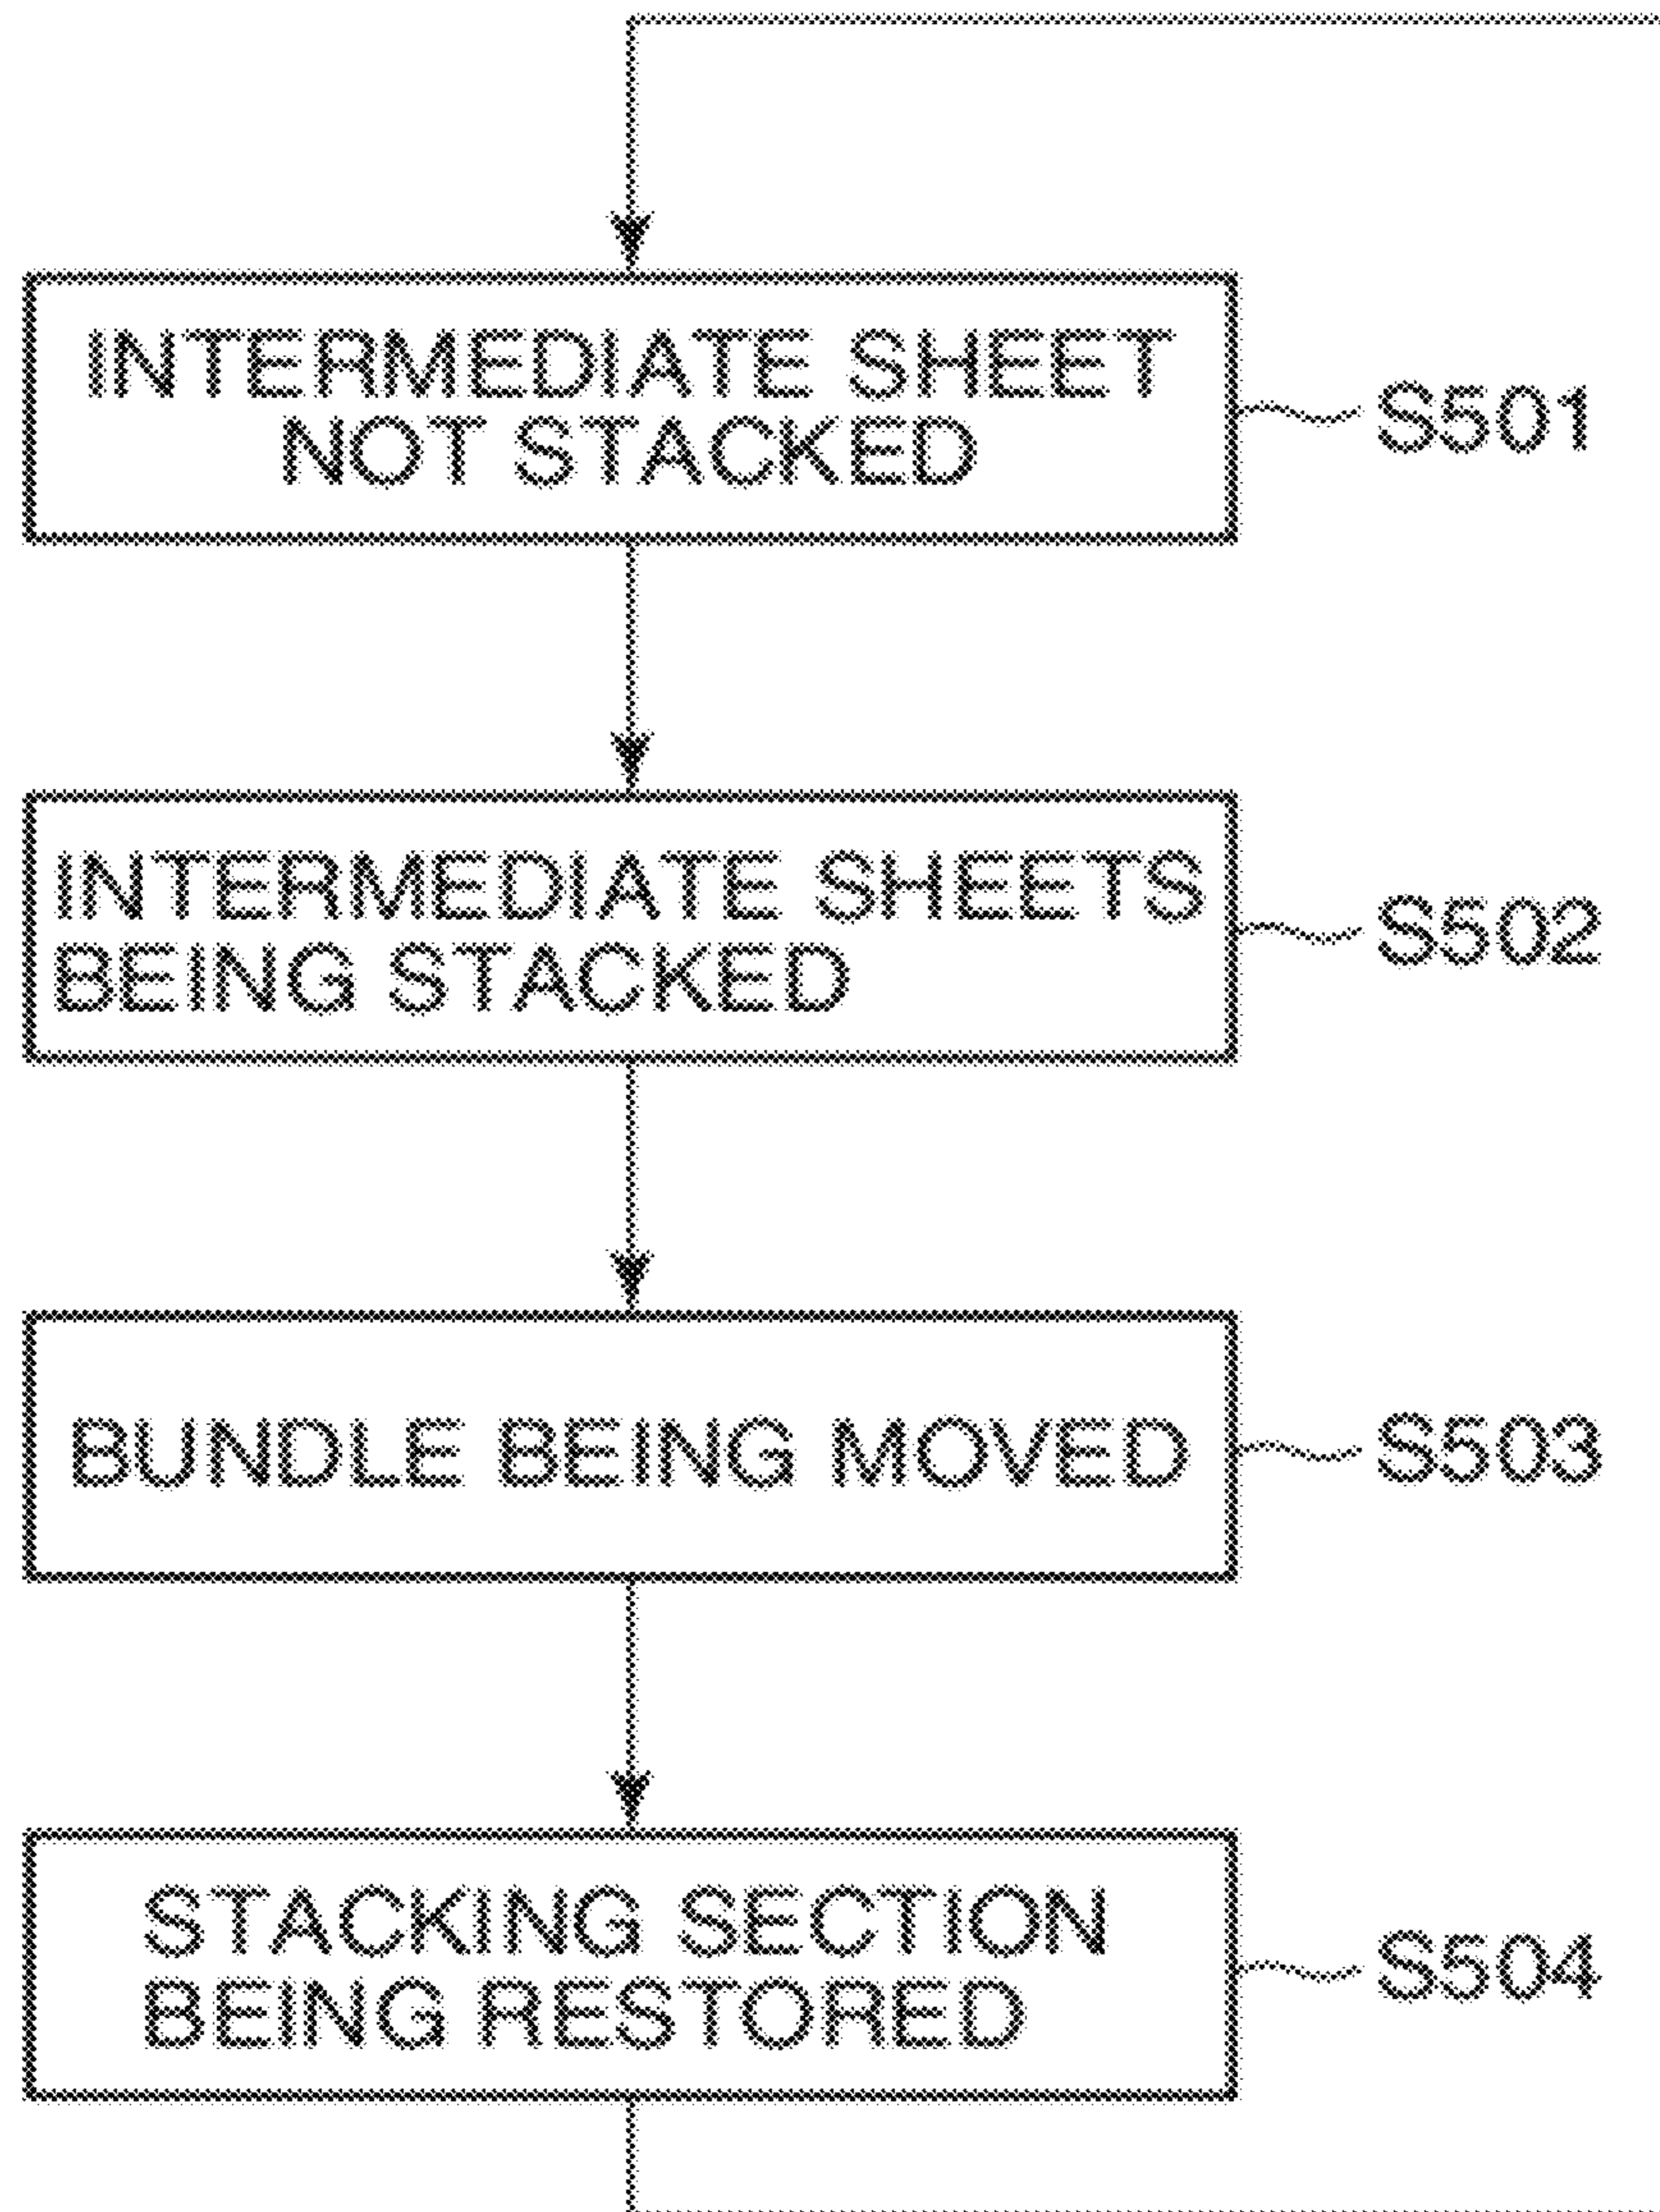 INTERMEDIATE SHEET
NOT STACKED
S501
INTERMEDIATE SHEETS
BEING STACKED
S502
BUNDLE BEING MOVED
S503
STACKING SECTION
BEING RESTORED
S504